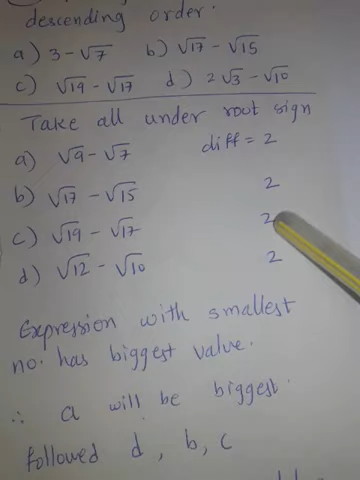 descending order.
a) 3 - √7 b) √17 - √15
c) √19 - √17 d) 2√3 - √10
Take all under root sign
a) √9 - √7 diff = 2
b) √17 - √15 2
c) √19 - √17 2
d) √12 - √10 2
Expression with smallest
no. has biggest value.
∴ a will be biggest.
followed d, b, c